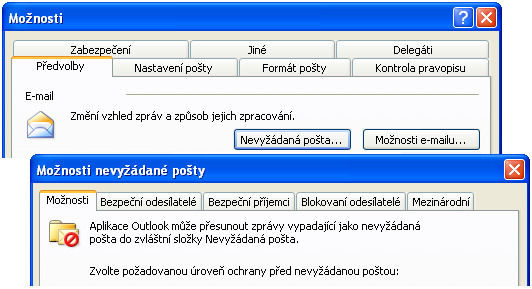 Možnosti
Zabezpečení Jiné Delegáti
Předvolby Nastavení pošty Formát pošty Kontrola pravopisu
E-mail
Změní vzhled zpráv a způsob jejich zpracování.
Nevyžádaná pošta... Možnosti e-mailu...
Možnosti nevyžádané pošty
Možnosti Bezpeční odesílatelé Bezpeční příjemci Blokovaní odesílatelé Mezinárodní
Aplikace Outlook může přesunout zprávy vypadající jako nevyžádaná
pošta do zvláštní složky Nevyžádaná pošta.
Zvolte požadovanou úroveň ochrany před nevyžádanou poštou: